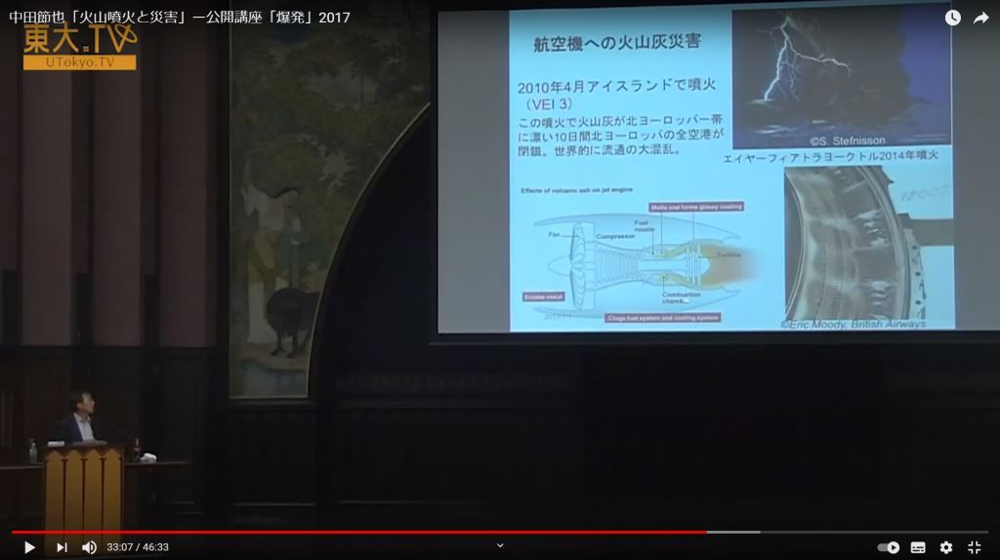 中田節也「火山噴火と災害」ー公開講座「爆発」2017
東大.TV
UTokyo.TV
航空機への火山灰災害
2010年4月アイスランドで噴火
（VEI 3）
この噴火で火山灰が北ヨーロッパ一帯
に漂い10日間北ヨーロッパの全空港が
閉鎖。世界的に流通の大混乱。
©S. Stefnisson
エイヤーフィアトラヨークトル2014年噴火
Effects of volcanic ash on jet engine
Melts and forms glassy coating
Fuel
nozzle
Fan
Compressor
Turbine
Combustion
chamb
Erodes metal
Clogs fuel system and cooling system
12007
©Eric Moody, British Airways
33:07 / 46:33